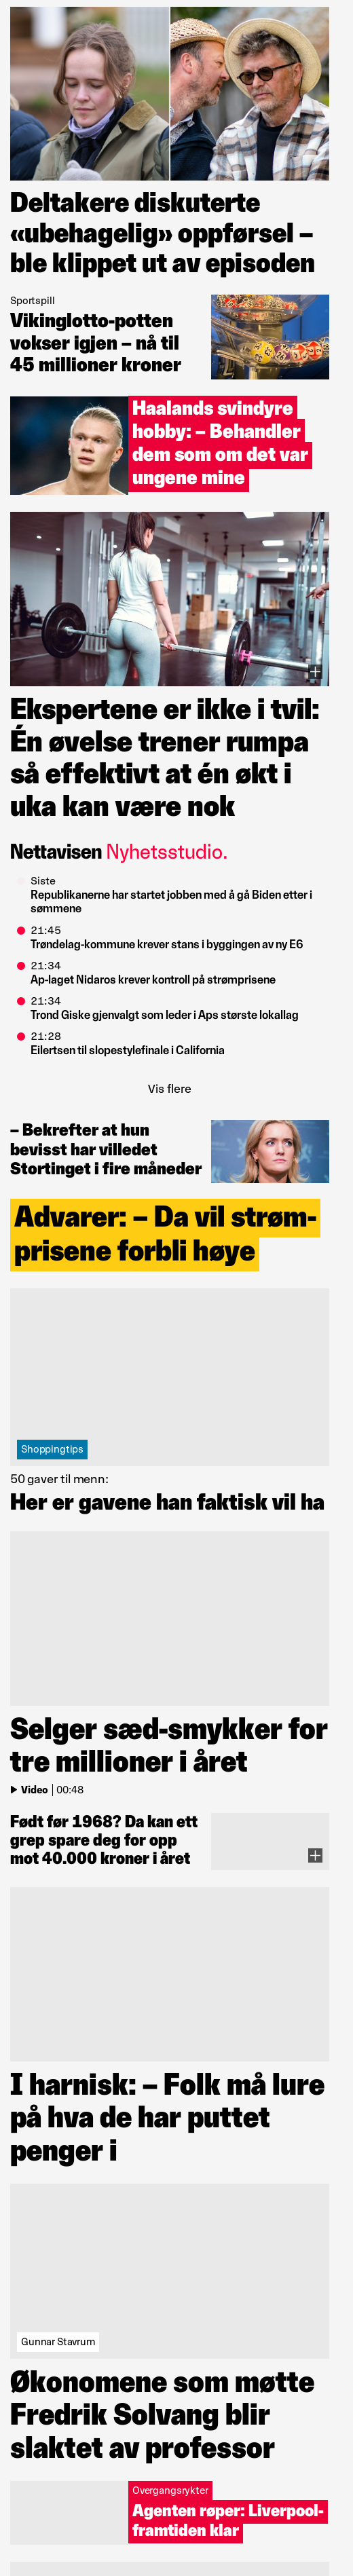 Deltakere diskuterte
«ubehagelig» oppførsel –
ble klippet ut av episoden
Sportspill
Vikinglotto-potten
vokser igjen – nå til
45 millioner kroner
Haalands svindyre
hobby: – Behandler
dem som om det var
ungene mine
Ekspertene er ikke i tvil:
Én øvelse trener rumpa
så effektivt at én økt i
uka kan være nok
Nettavisen Nyhetsstudio.
Siste
Republikanerne har startet jobben med å gå Biden etter i
sømmene
21:45
Trøndelag-kommune krever stans i byggingen av ny E6
21:34
Ap-laget Nidaros krever kontroll på strømprisene
21:34
Trond Giske gjenvalgt som leder i Aps største lokallag
21:28
Eilertsen til slopestylefinale i California
Vis flere
– Bekrefter at hun
bevisst har villedet
Stortinget i fire måneder
Advarer: – Da vil strøm-
prisene forbli høye
Shoppingtips
50 gaver til menn:
Her er gavene han faktisk vil ha
Selger sæd-smykker for
tre millioner i året
Video | 00:48
Født før 1968? Da kan ett
grep spare deg for opp
mot 40.000 kroner i året
I harnisk: – Folk må lure
på hva de har puttet
penger i
Gunnar Stavrum
Økonomene som møtte
Fredrik Solvang blir
slaktet av professor
Overgangsrykter
Agenten røper: Liverpool-
framtiden klar